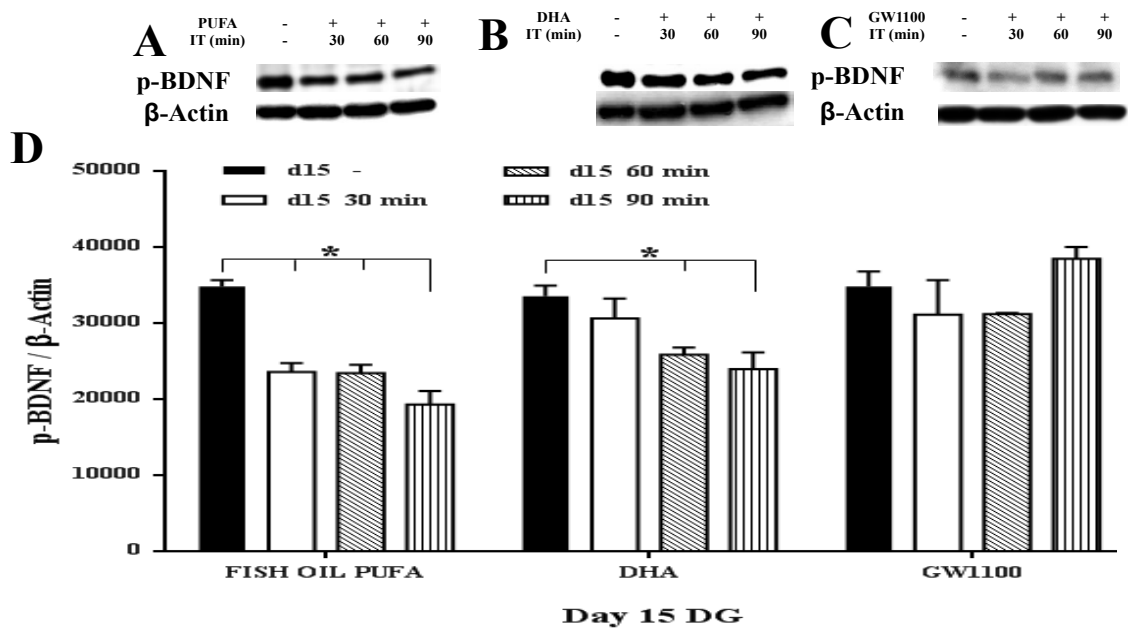 A
PUFA - + + +
IT (min) - 30 60 90
p-BDNF
β-Actin
B
DHA + + +
IT (min) - 30 60 90
C
GW1100 + + +
IT (min) - 30 60 90
p-BDNF
β-Actin
D
d15 -
d15 30 min
d15 60 min
d15 90 min
p-BDNF / β-Actin
50000
40000
30000
20000
10000
0
* *
FISH OIL PUFA DHA GW1100
Day 15 DG